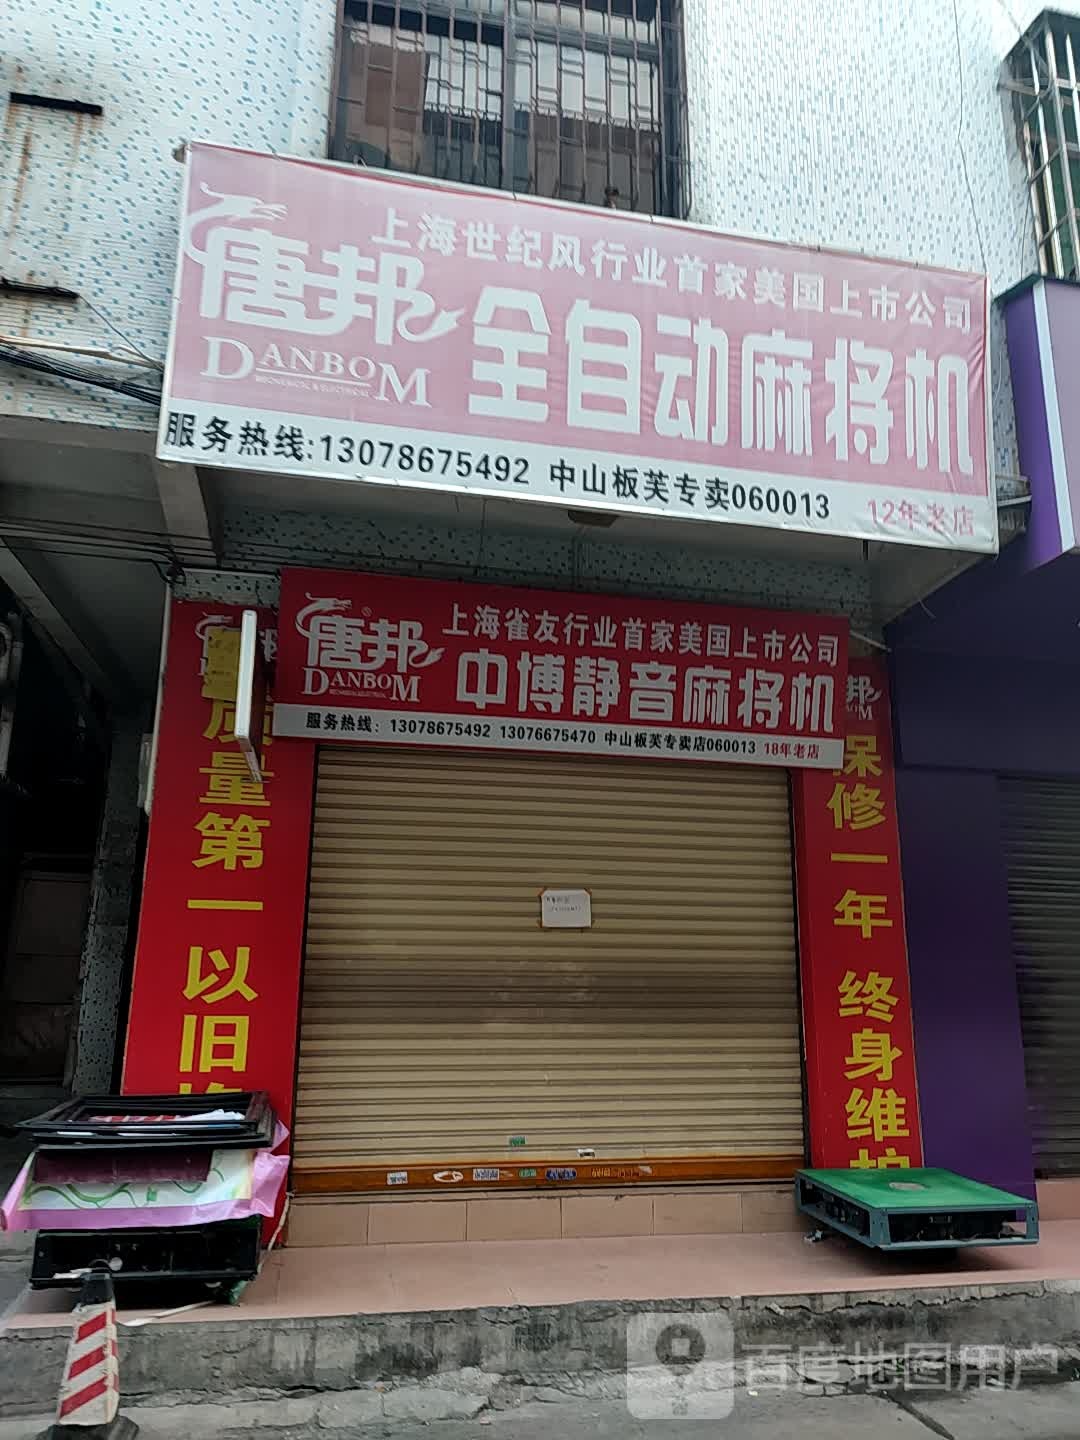 上海世纪风行业首家美国上市公司
唐邦
DANBOM
MECHANICAL & ELECTRICAL
全自动麻将机
服务热线:13078675492 中山板芙专卖060013 12年老店
上海雀友行业首家美国上市公司
唐邦®
DANBOM
中博静音麻将机
服务热线: 13078675492 13076675470 中山板芙专卖店060013 18年老店
质量第一 以旧
保修一年 终身维护
百度地图用户